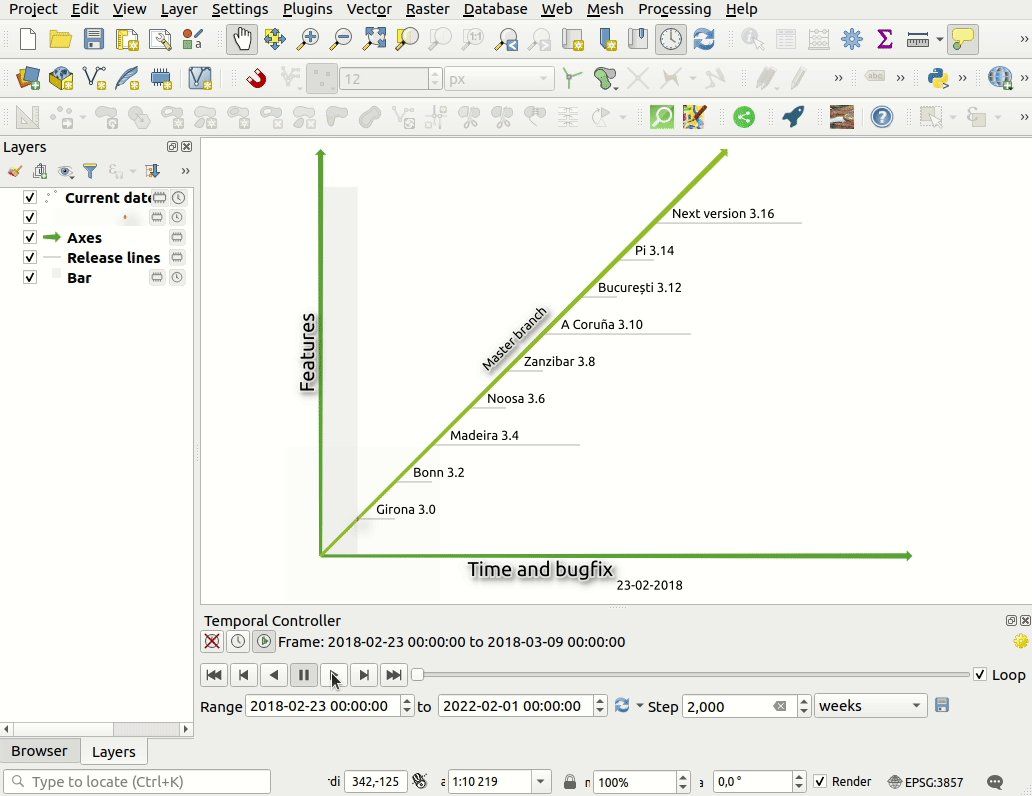 Project Edit View Layer Settings Plugins Vector Raster Database Web Mesh Processing Help
12 px
abc
Layers
Current date
Axes
Release lines
Bar
Features
Master branch
Next version 3.16
Pi 3.14
București 3.12
A Coruña 3.10
Zanzibar 3.8
Noosa 3.6
Madeira 3.4
Bonn 3.2
Girona 3.0
Time and bugfix
23-02-2018
Temporal Controller
Frame: 2018-02-23 00:00:00 to 2018-03-09 00:00:00
Loop
Range 2018-02-23 00:00:00 to 2022-02-01 00:00:00 Step 2,000 weeks
Browser Layers
Type to locate (Ctrl+K) 342,-125 1:10 219 100% 0,0 ° Render EPSG:3857